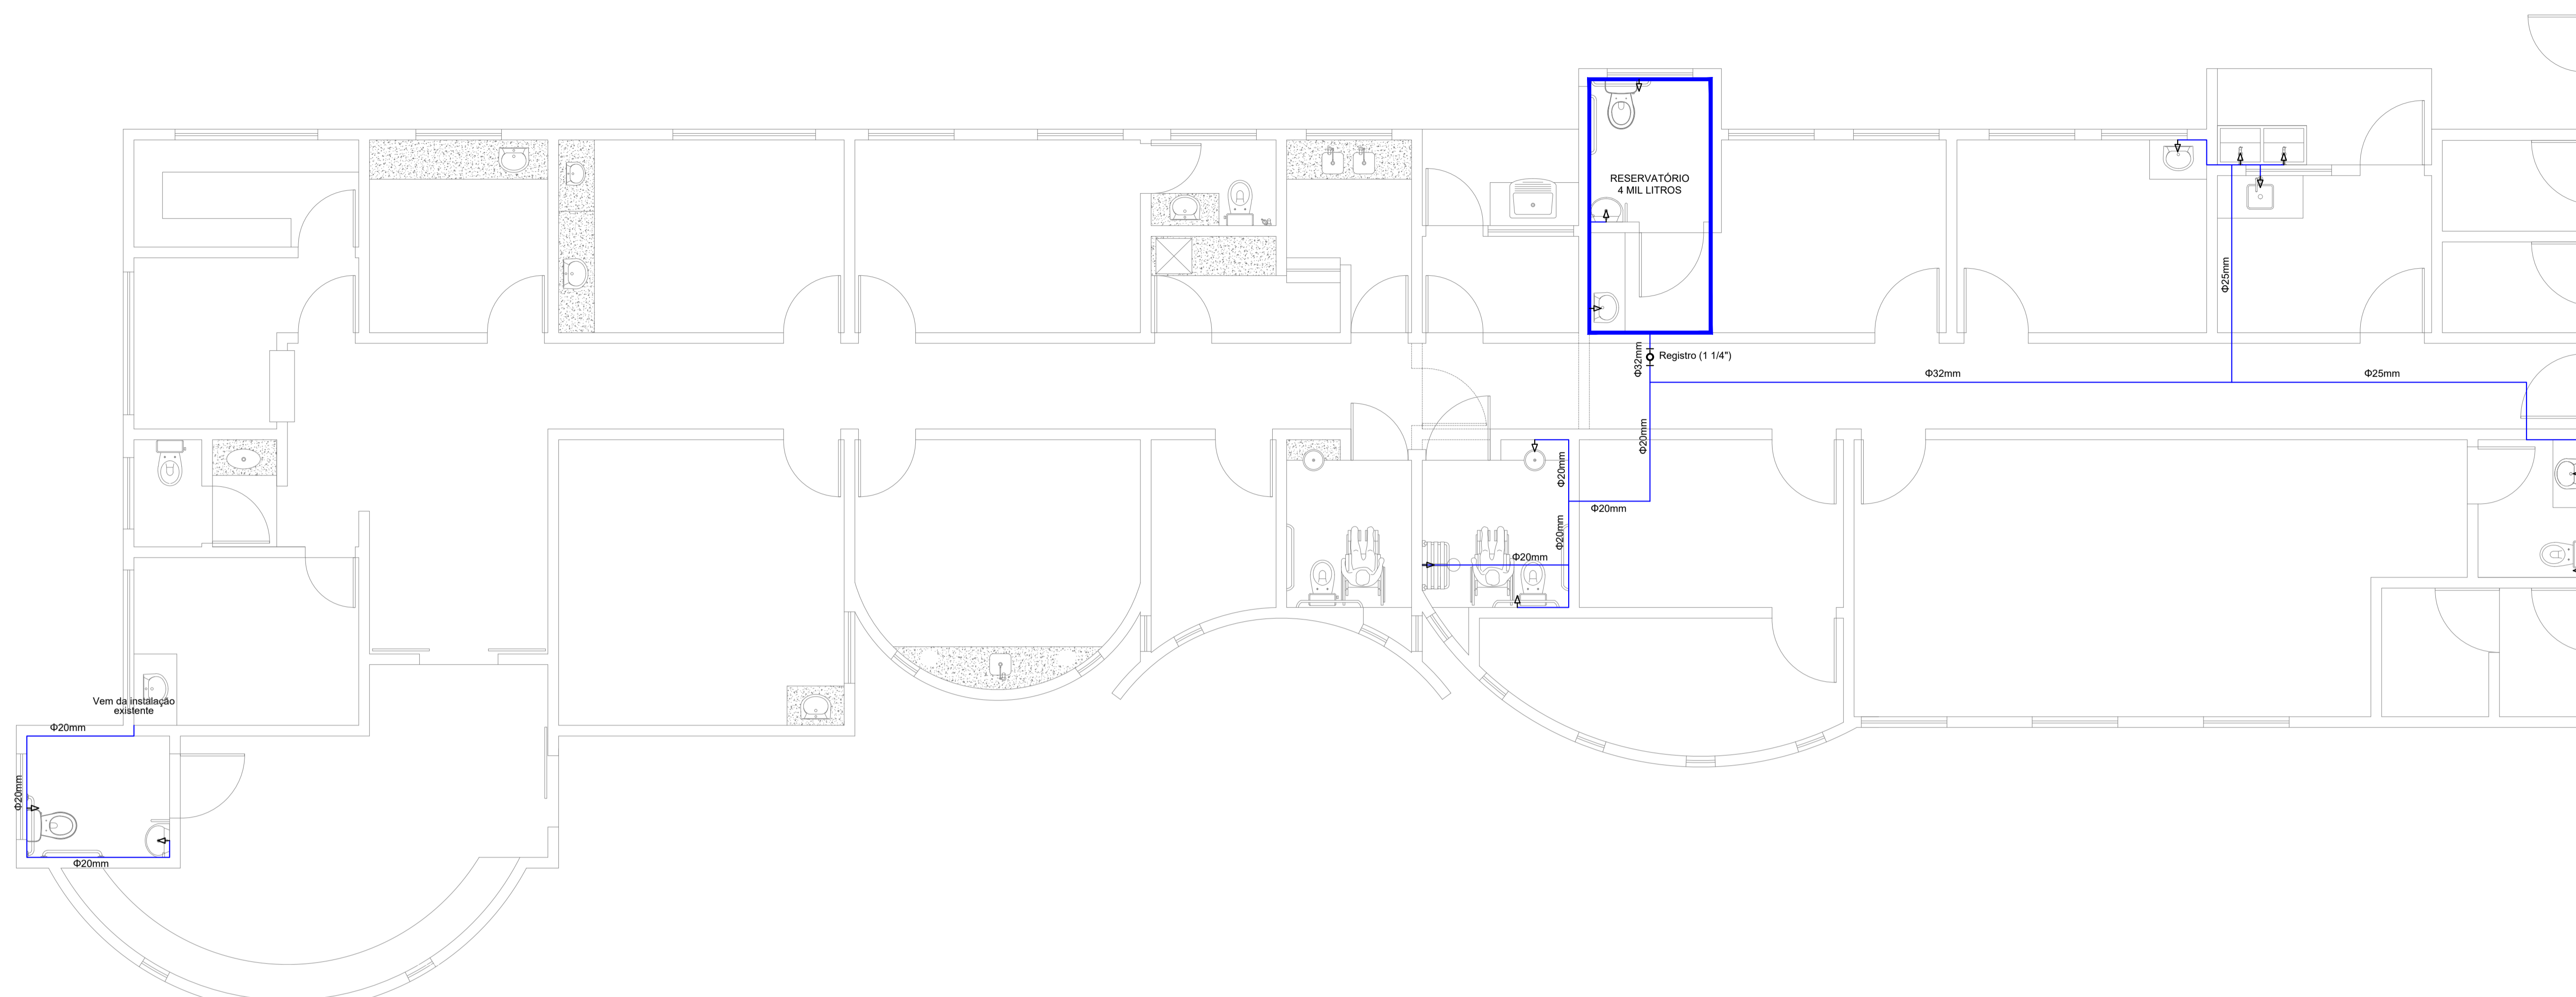 RESERVATÓRIO
4 MIL LITROS
Φ25mm
Φ32mm
Registro (1 1/4")
Φ32mm
Φ25mm
Φ20mm
Φ20mm
Φ20mm
Φ20mm
Φ20mm
Vem da instalação
existente
Φ20mm
Φ20mm
Φ20mm